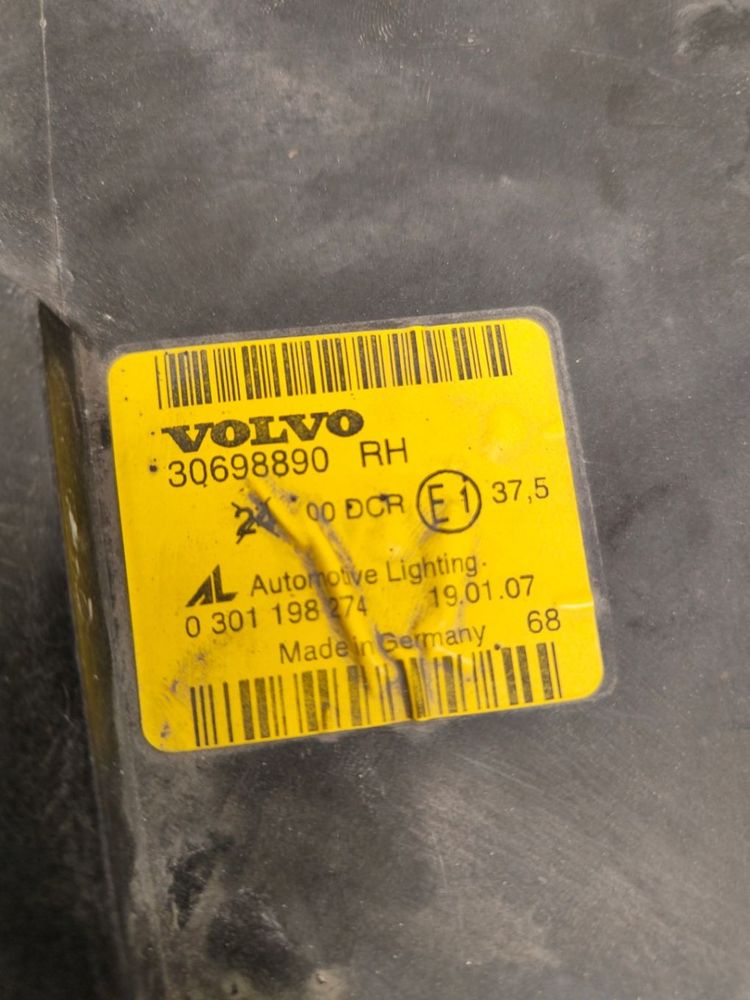 VOLVO
30698890 RH
24 00 DCR E1 37,5
AL Automotive Lighting.
0 301 198 274 19.01.07
Made in Germany 68